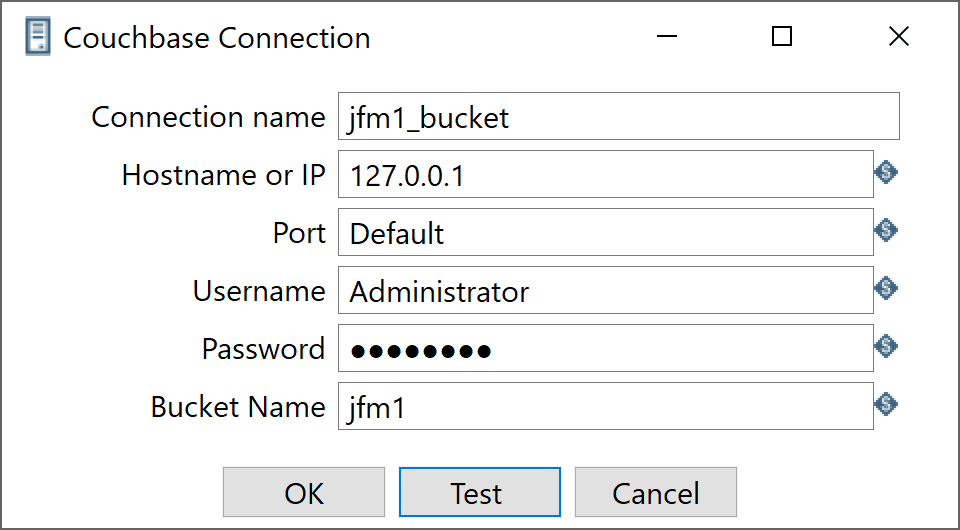 Couchbase Connection
Connection name jfm1_bucket
Hostname or IP 127.0.0.1
Port Default
Username Administrator
Password ●●●●●●●●
Bucket Name jfm1
OK Test Cancel